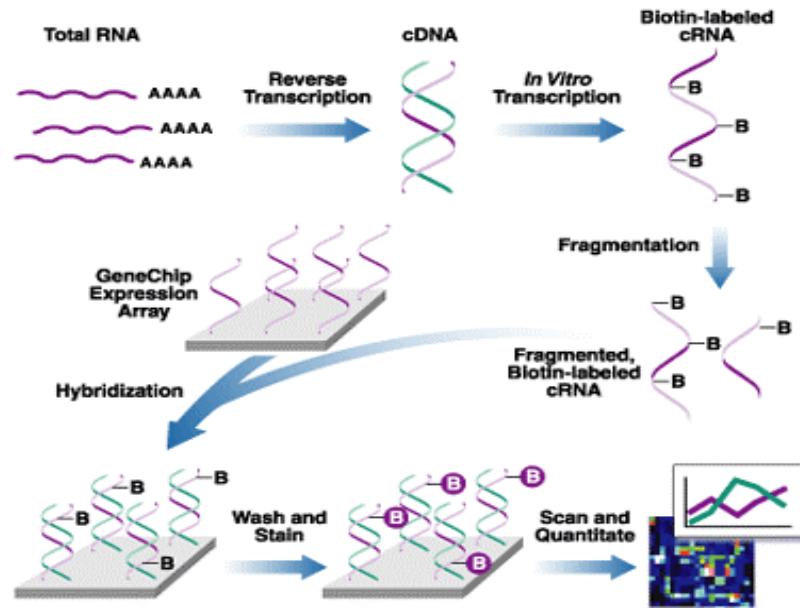 Total RNA
AAAA
AAAA
AAAA
Reverse
Transcription
cDNA
In Vitro
Transcription
Biotin-labeled
cRNA
B
B
B
B
Fragmentation
GeneChip
Expression
Array
B
B
B
B
Fragmented,
Biotin-labeled
cRNA
Hybridization
B
B
B
B
Wash and
Stain
B
B
B
B
Scan and
Quantitate